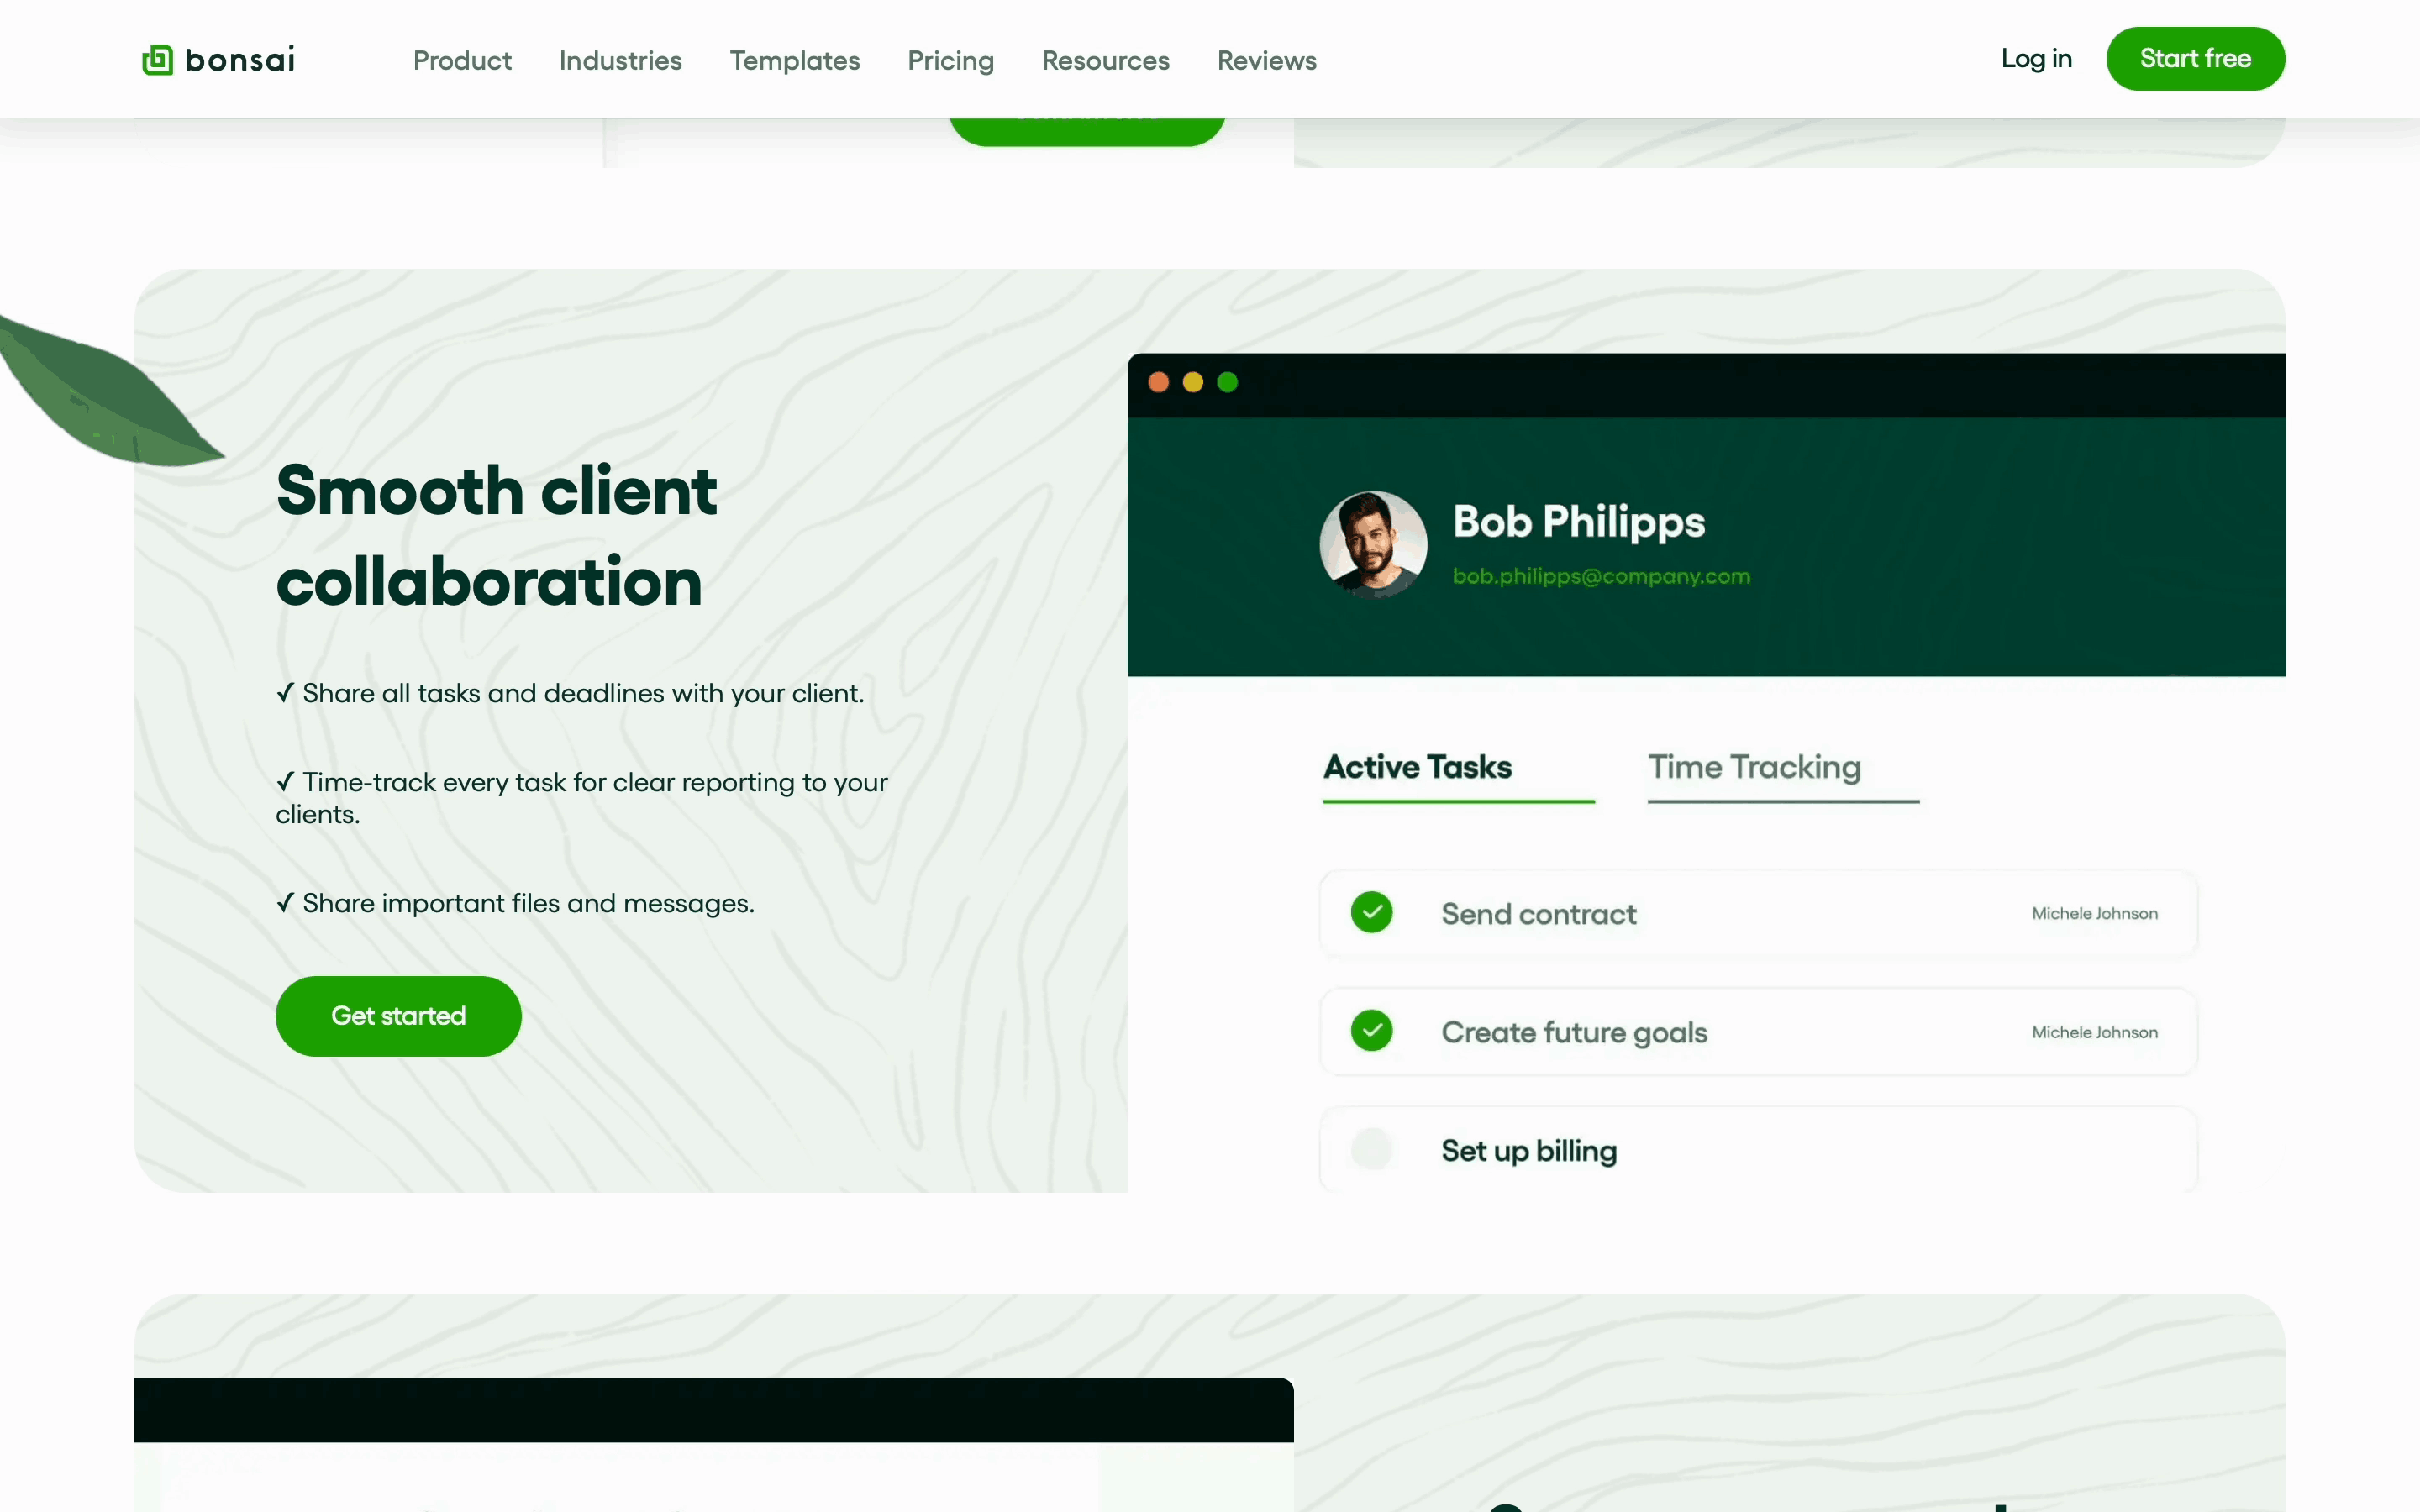 bonsai
Product
Industries
Templates
Pricing
Resources
Reviews
Log in
Start free
Smooth client
collaboration
✓ Share all tasks and deadlines with your client.
✓ Time-track every task for clear reporting to your
clients.
✓ Share important files and messages.
Get started
Bob Philipps
bob.philipps@company.com
Active Tasks
Time Tracking
Send contract
Michele Johnson
Create future goals
Michele Johnson
Set up billing